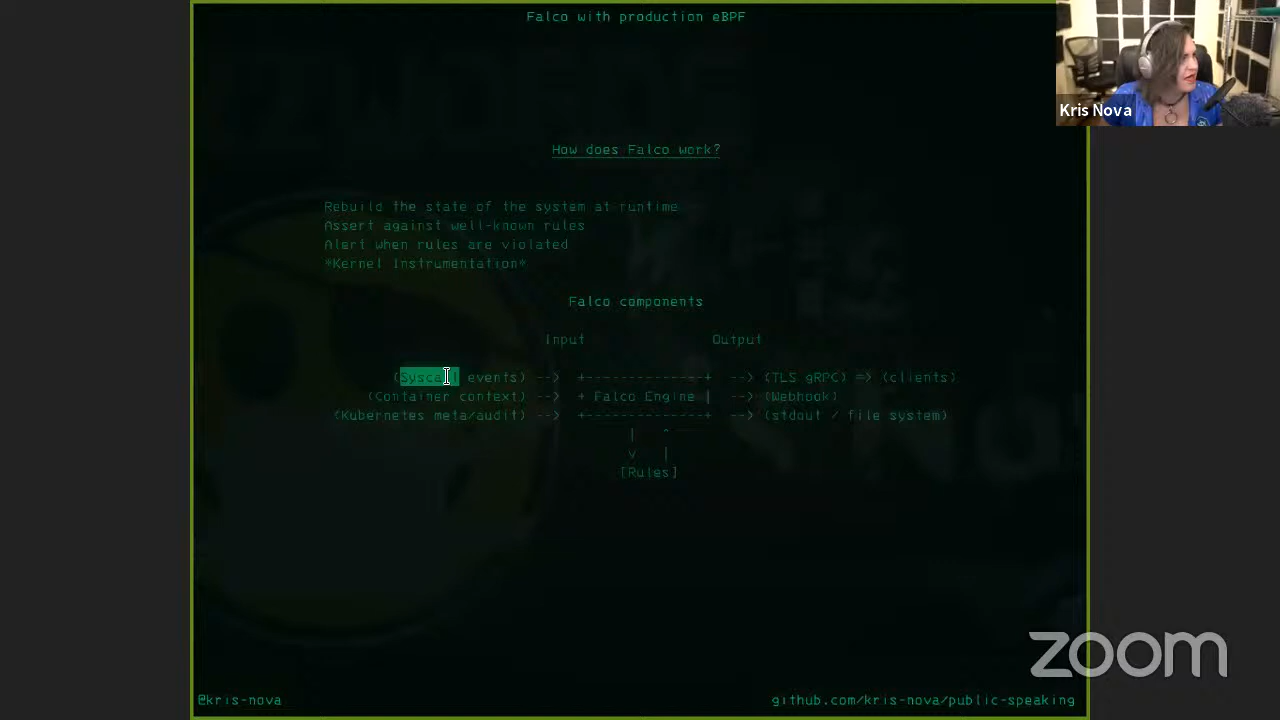 Falco with production eBPF
Kris Nova
How does Falco work?
Rebuild the state of the system at runtime
Assert against well-known rules
Alert when rules are violated
*Kernel Instrumentation*
Falco components
Input Output
(Syscall events) --> +-------------+ --> (TLS gRPC) => (clients)
(Container context) --> + Falco Engine | --> (Webhook)
(Kubernetes meta/audit) --> +-------------+ --> (stdout / file system)
| ^
v |
[Rules]
zoom
@kris-nova github.com/kris-nova/public-speaking